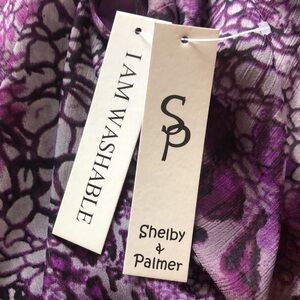 I AM WASHABLE
SP
Shelby
&
Palmer